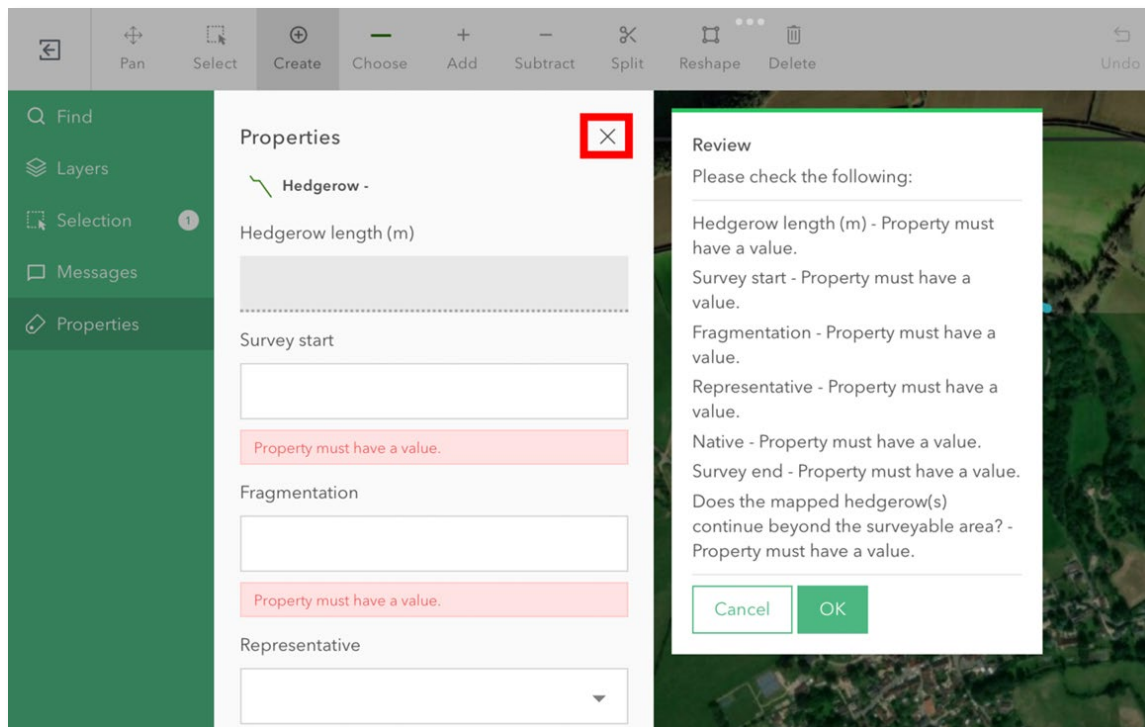 Pan
Select
Create
Choose
Add
Subtract
Split
Reshape
Delete
Undo
Find
Layers
Selection 1
Messages
Properties
Properties
Hedgerow -
Hedgerow length (m)
Survey start
Property must have a value.
Fragmentation
Property must have a value.
Representative
Review
Please check the following:
Hedgerow length (m) - Property must
have a value.
Survey start - Property must have a
value.
Fragmentation - Property must have a
value.
Representative - Property must have a
value.
Native - Property must have a value.
Survey end - Property must have a value.
Does the mapped hedgerow(s)
continue beyond the surveyable area? -
Property must have a value.
Cancel
OK